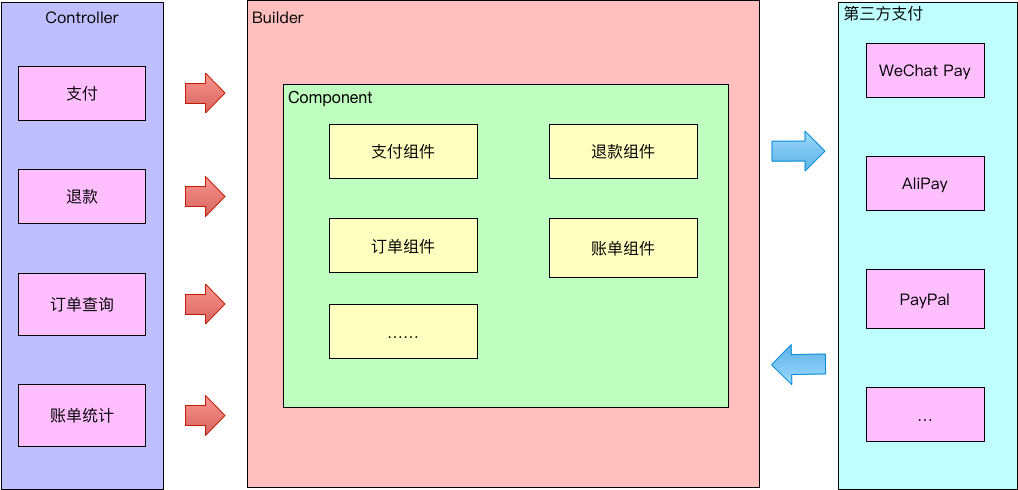 Controller
支付
退款
订单查询
账单统计
Builder
Component
支付组件
退款组件
订单组件
账单组件
……
第三方支付
WeChat Pay
AliPay
PayPal
...